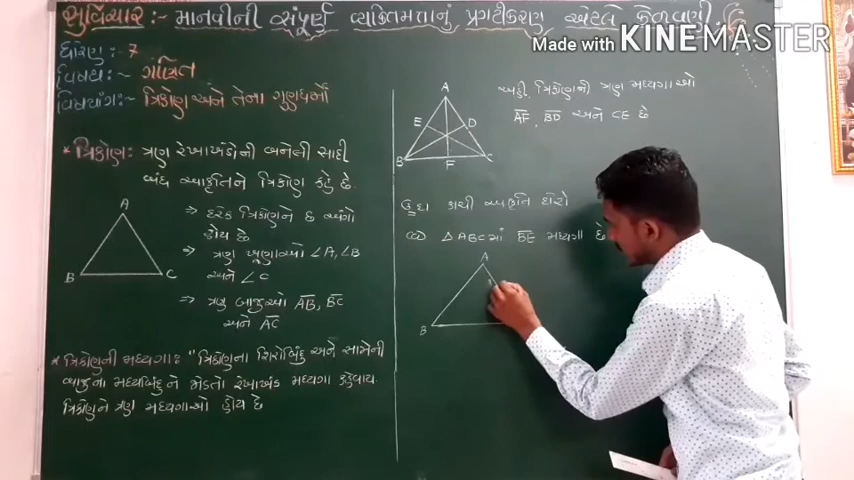 સુવિચાર :- માનવીની સંપૂર્ણ વ્યક્તિમત્તાનું પ્રગટીકરણ એટલે કેળવણી.
Made with KINEMASTER
ધોરણ :- 7
વિષય :- ગણિત
વિષયાંગ :- ત્રિકોણ અને તેના ગુણધર્મો
* ત્રિકોણ: ત્રણ રેખાખંડોની બનેલી સાદી
બંધ આકૃતિને ત્રિકોણ કહે છે.
A
B
C
⇒ દરેક ત્રિકોણને છ અંગો
હોય છે
⇒ ત્રણ ખૂણાઓ ∠A, ∠B
અને ∠C
⇒ ત્રણ બાજુઓ AB, BC
અને AC
* ત્રિકોણની મધ્યગા: "ત્રિકોણના શિરોબિંદુ અને સામેની
બાજુના મધ્યબિંદુ ને જોડતો રેખાખંડ મધ્યગા કહેવાય.
ત્રિકોણને ત્રણ મધ્યગાઓ હોય છે
A
E
D
B
F
C
અહીં, ત્રિકોણની ત્રણ મધ્યગાઓ
AF, BD અને CE છે
ઉદા કાચી આકૃતિ દોરો
△ ABC માં BE મધ્યગા છે
A
B